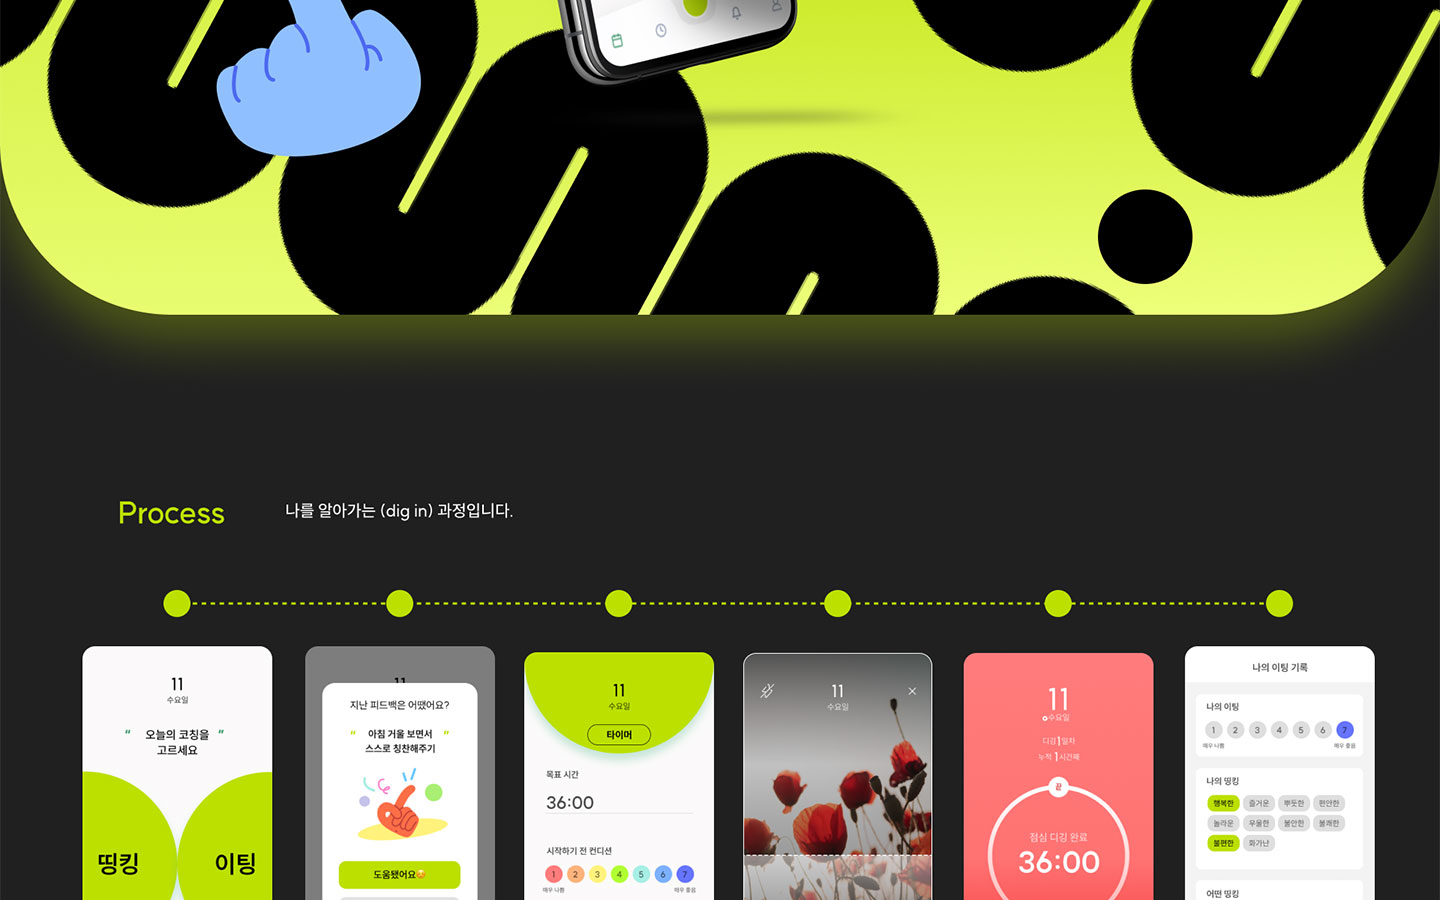 Process
나를 알아가는 (dig in) 과정입니다.
11
수요일
“ 오늘의 코칭을 ”
고르세요
띵킹
이팅
11
지난 피드백은 어땠어요?
“ 아침 거울 보면서 ”
스스로 칭찬해주기
도움됐어요😊
11
수요일
타이머
목표 시간
36:00
시작하기 전 컨디션
1 2 3 4 5 6 7
매우 나쁨 매우 좋음
11
수요일
11
수요일
디깅1일차
누적 1시간째
끝
점심 디깅 완료
36:00
나의 이팅 기록
나의 이팅
1 2 3 4 5 6 7
매우 나쁨 매우 좋음
나의 띵킹
행복한 즐거운 뿌듯한 편안한
놀라운 우울한 불안한 불쾌한
불편한 화가난
어떤 띵킹